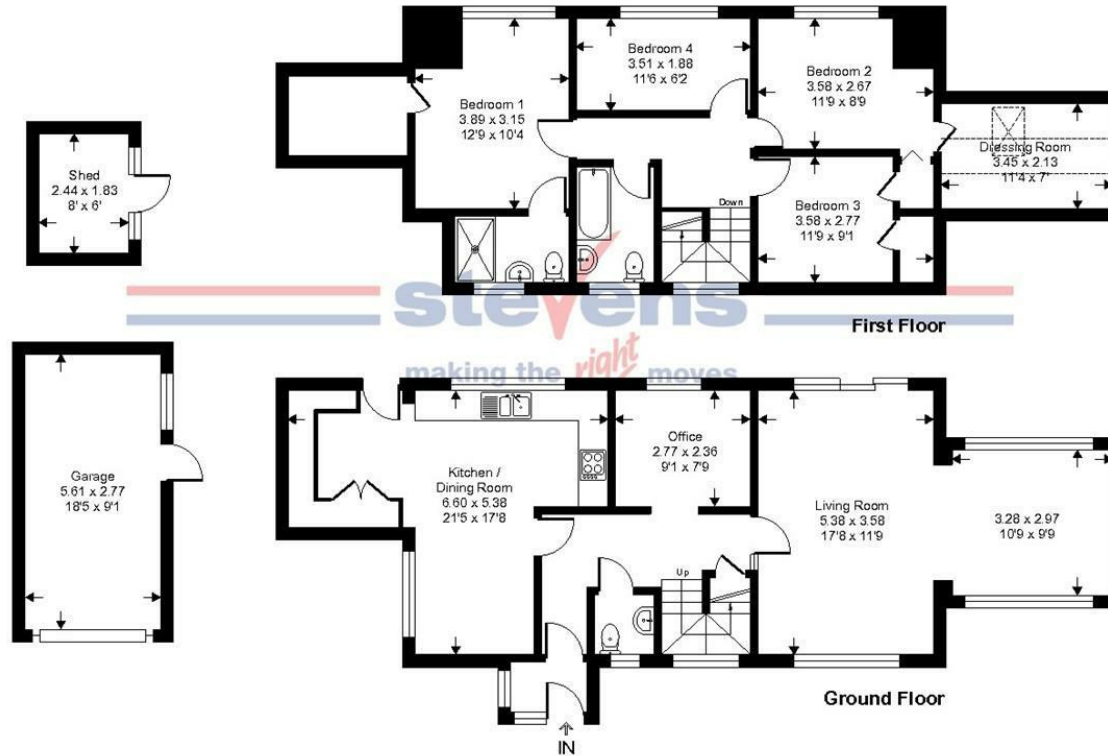 Bedroom 1
3.89 x 3.15
12'9 x 10'4
Bedroom 4
3.51 x 1.88
11'6 x 6'2
Bedroom 2
3.58 x 2.67
11'9 x 8'9
Dressing Room
3.45 x 2.13
11'4 x 7'
Shed
2.44 x 1.83
8' x 6'
Bedroom 3
3.58 x 2.77
11'9 x 9'1
Down
stevens
making the right moves
First Floor
Garage
5.61 x 2.77
18'5 x 9'1
Kitchen /
Dining Room
6.60 x 5.38
21'5 x 17'8
Office
2.77 x 2.36
9'1 x 7'9
Living Room
5.38 x 3.58
17'8 x 11'9
3.28 x 2.97
10'9 x 9'9
Up
Ground Floor
IN